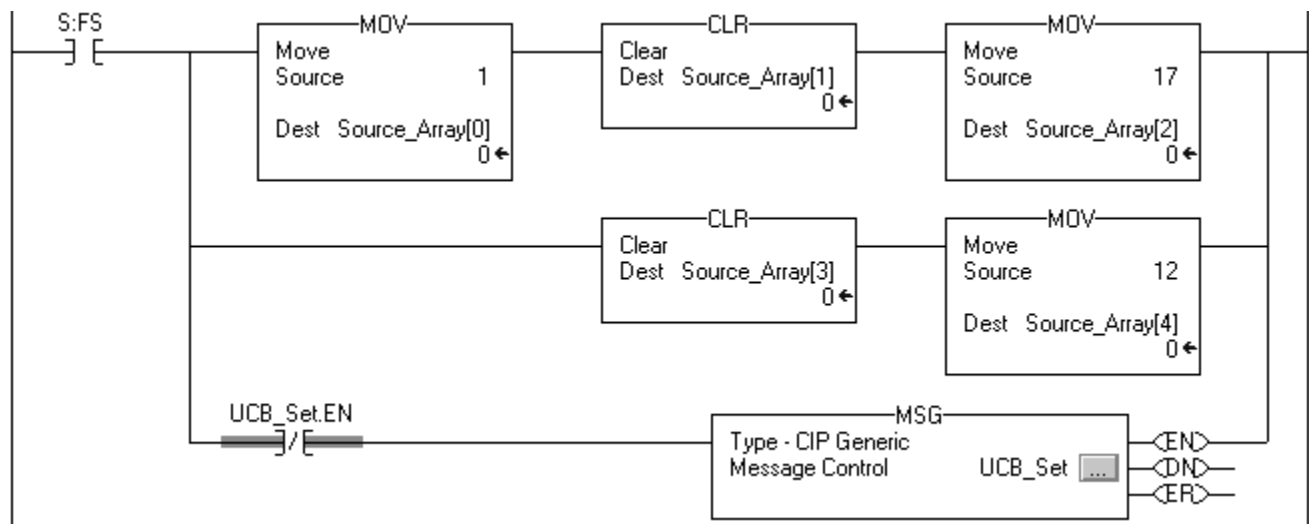 S:FS
MOV
Move
Source 1
Dest Source_Array[0]
0
CLR
Clear
Dest Source_Array[1]
0
MOV
Move
Source 17
Dest Source_Array[2]
0
CLR
Clear
Dest Source_Array[3]
0
MOV
Move
Source 12
Dest Source_Array[4]
0
UCB_Set.EN
MSG
Type - CIP Generic
Message Control UCB_Set ...
EN
DN
ER